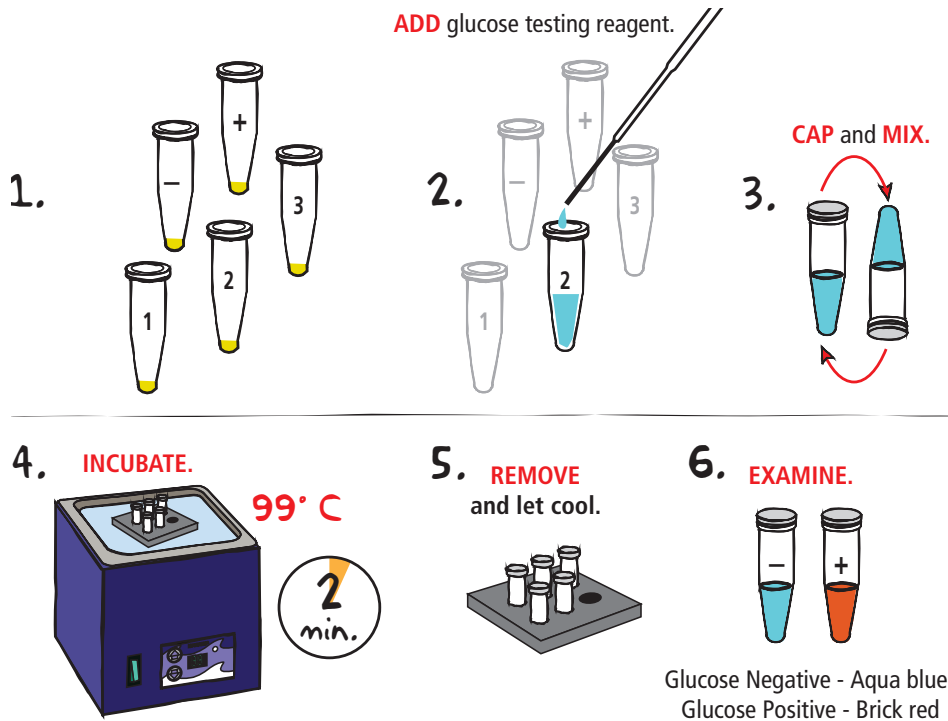 ADD glucose testing reagent.
1.
+
–
3
2
1
2.
+
–
3
2
1
3.
CAP and MIX.
4.
INCUBATE.
99° C
2
min.
5.
REMOVE
and let cool.
6.
EXAMINE.
–
+
Glucose Negative - Aqua blue
Glucose Positive - Brick red